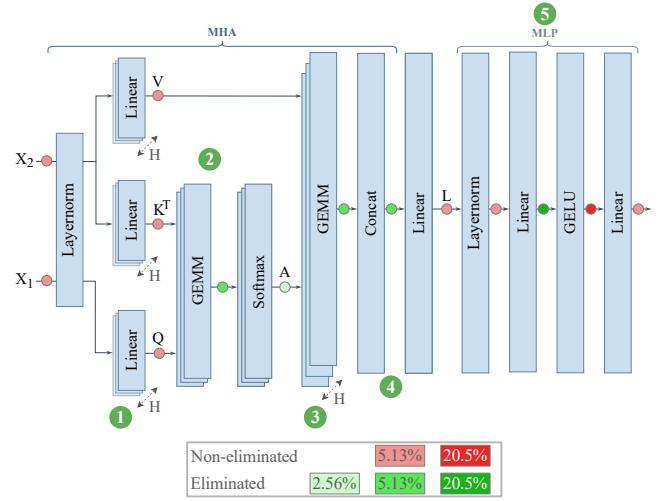 5
MHA
MLP
V
Linear
H
2
X2
K^T
Layernorm
Linear
H
GEMM
Softmax
A
GEMM
Concat
Linear
L
Layernorm
Linear
GELU
Linear
X1
Q
Linear
H
1
3
H
4
Non-eliminated 5.13% 20.5%
Eliminated 2.56% 5.13% 20.5%